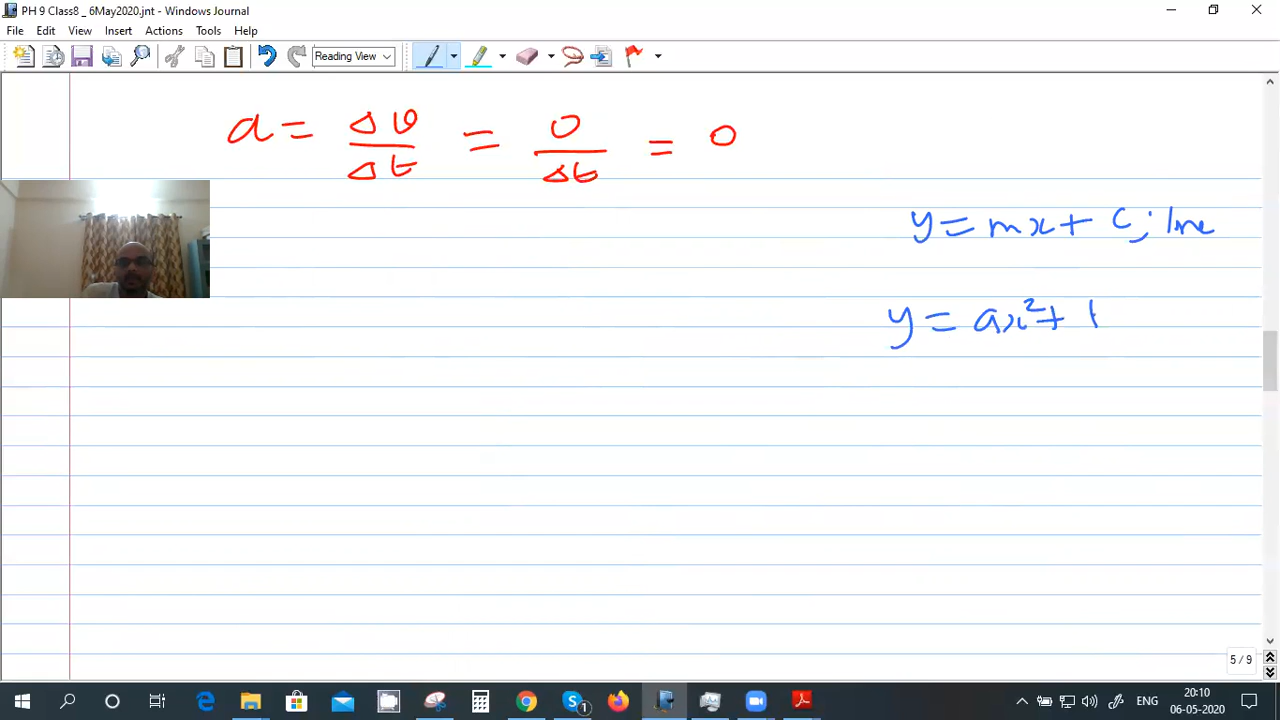 PH 9 Class8 _ 6May2020.jnt - Windows Journal
File Edit View Insert Actions Tools Help
Reading View
a = Δv/Δt = 0/Δt = 0
y = mx + c ; line
y = ax² + 1
5 / 9
ENG
20:10
06-05-2020